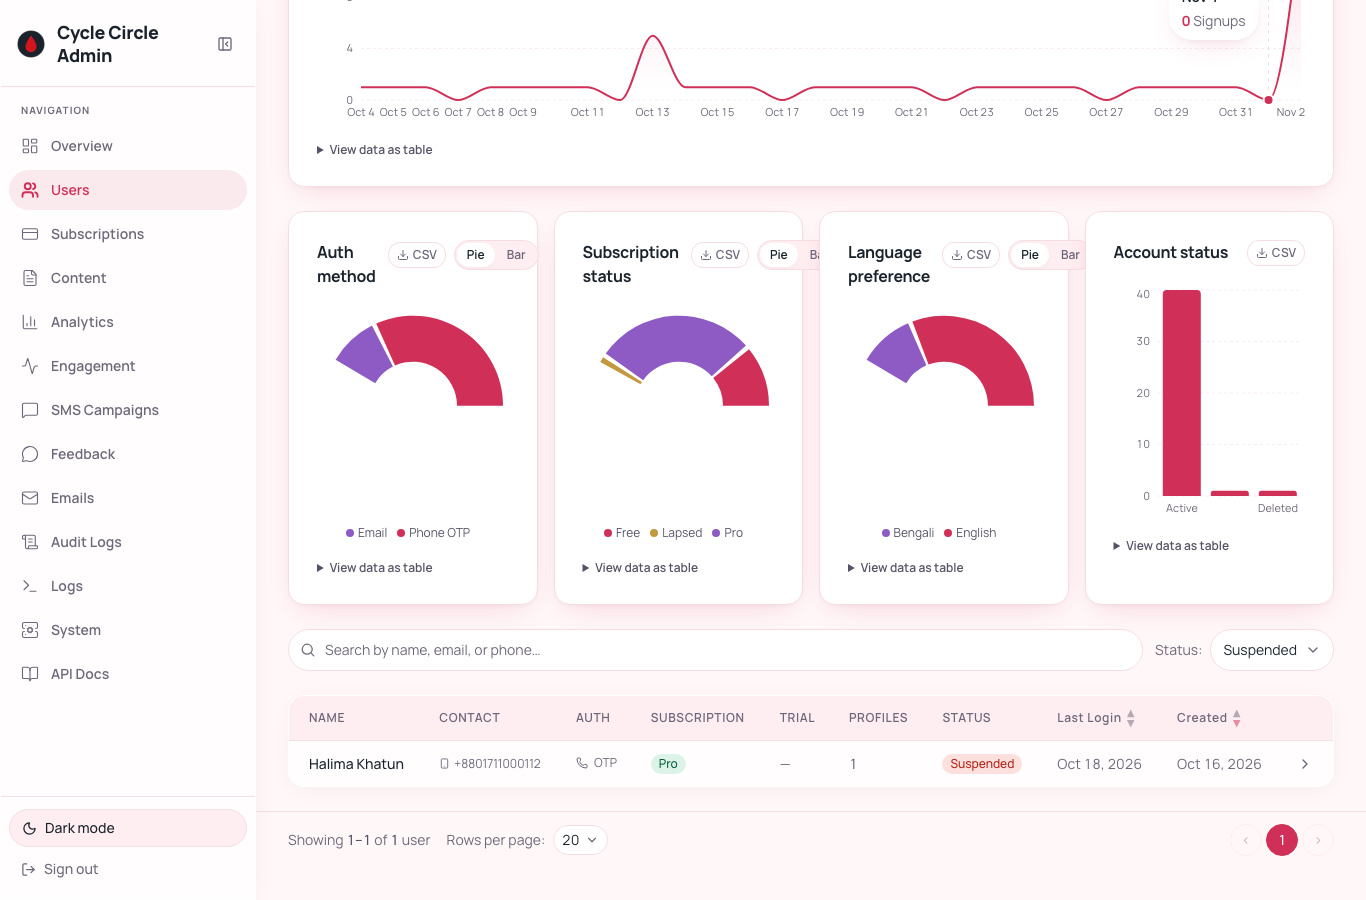 Cycle Circle
Admin
NAVIGATION
Overview
Users
Subscriptions
Content
Analytics
Engagement
SMS Campaigns
Feedback
Emails
Audit Logs
Logs
System
API Docs
Dark mode
Sign out
0 Signups
4
0
Oct 4 Oct 5 Oct 6 Oct 7 Oct 8 Oct 9 Oct 11 Oct 13 Oct 15 Oct 17 Oct 19 Oct 21 Oct 23 Oct 25 Oct 27 Oct 29 Oct 31 Nov 2
View data as table
Auth
method
CSV
Pie Bar
Email Phone OTP
View data as table
Subscription
status
CSV
Pie
Free Lapsed Pro
View data as table
Language
preference
CSV
Pie Bar
Bengali English
View data as table
Account status
CSV
40
30
20
10
0
Active Deleted
View data as table
Search by name, email, or phone...
Status: Suspended
NAME CONTACT AUTH SUBSCRIPTION TRIAL PROFILES STATUS Last Login Created
Halima Khatun +8801711000112 OTP Pro — 1 Suspended Oct 18, 2026 Oct 16, 2026
Showing 1–1 of 1 user Rows per page: 20
1